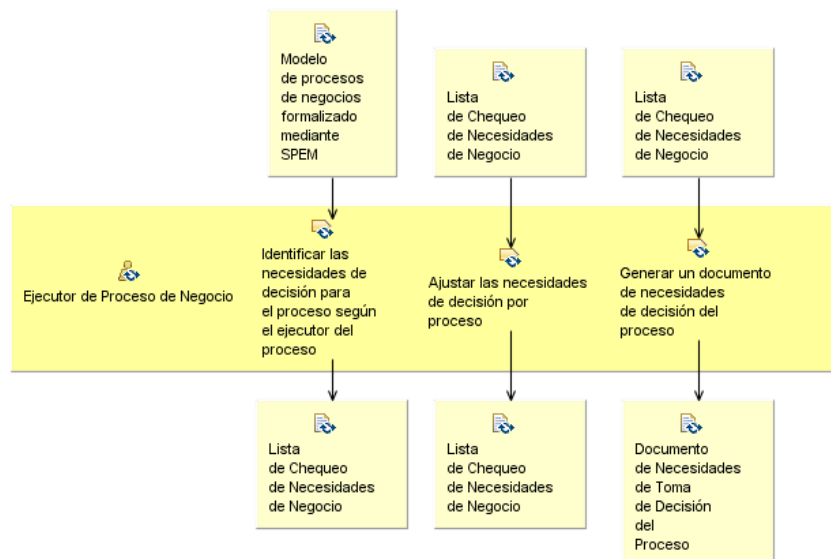 Modelo
de procesos
de negocios
formalizado
mediante
SPEM
Lista
de Chequeo
de Necesidades
de Negocio
Lista
de Chequeo
de Necesidades
de Negocio
Ejecutor de Proceso de Negocio
Identificar las
necesidades de
decisión para
el proceso según
el ejecutor del
proceso
Ajustar las necesidades
de decisión por
proceso
Generar un documento
de necesidades
de decisión del
proceso
Lista
de Chequeo
de Necesidades
de Negocio
Lista
de Chequeo
de Necesidades
de Negocio
Documento
de Necesidades
de Toma
de Decisión
del
Proceso